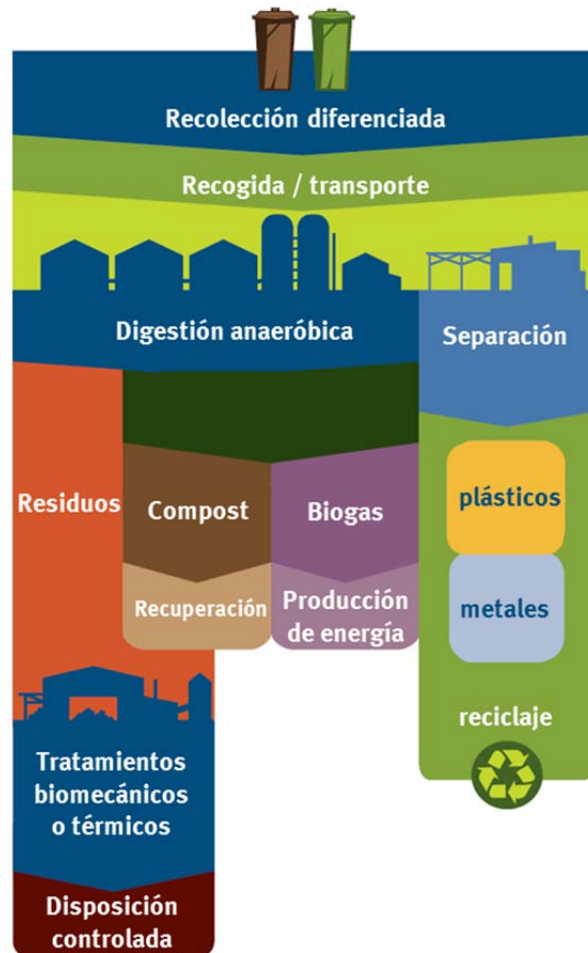 Recolección diferenciada
Recogida / transporte
Digestión anaeróbica
Separación
Residuos
Compost
Biogas
plásticos
Recuperación
Producción
de energía
metales
reciclaje
Tratamientos
biomecánicos
o térmicos
Disposición
controlada